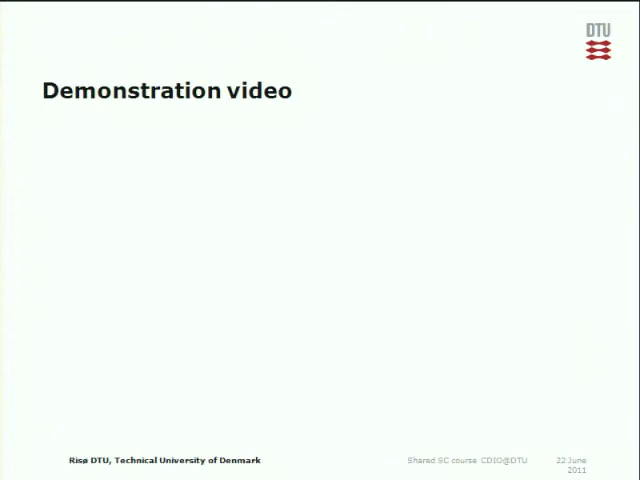 DTU
Demonstration video
Risø DTU, Technical University of Denmark
Shared SC course CDIO@DTU
22 June
2011